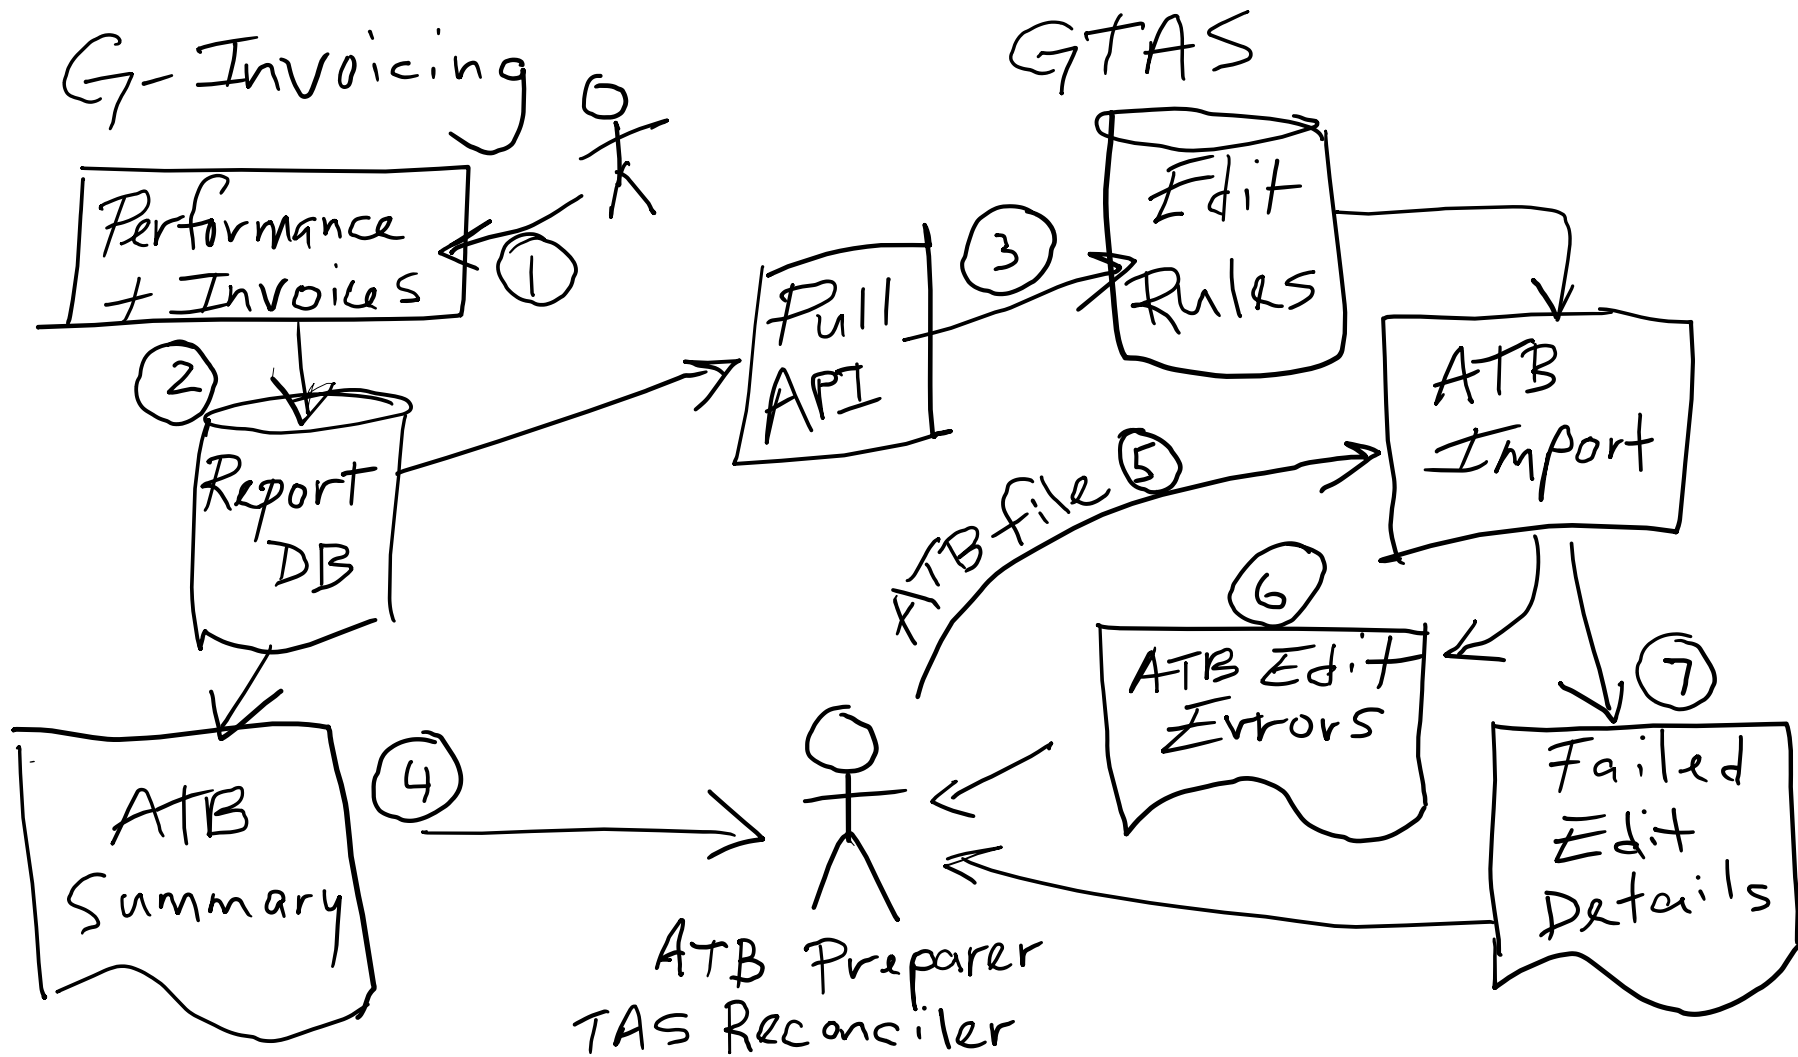 G-Invoicing
GTAS
Performance
+ Invoices
1
2
Report
DB
Pull
API
3
Edit
Rules
ATB
Import
ATB file
5
6
ATB Edit
Errors
7
Failed
Edit
Details
ATB
Summary
4
ATB Preparer
TAS Reconciler